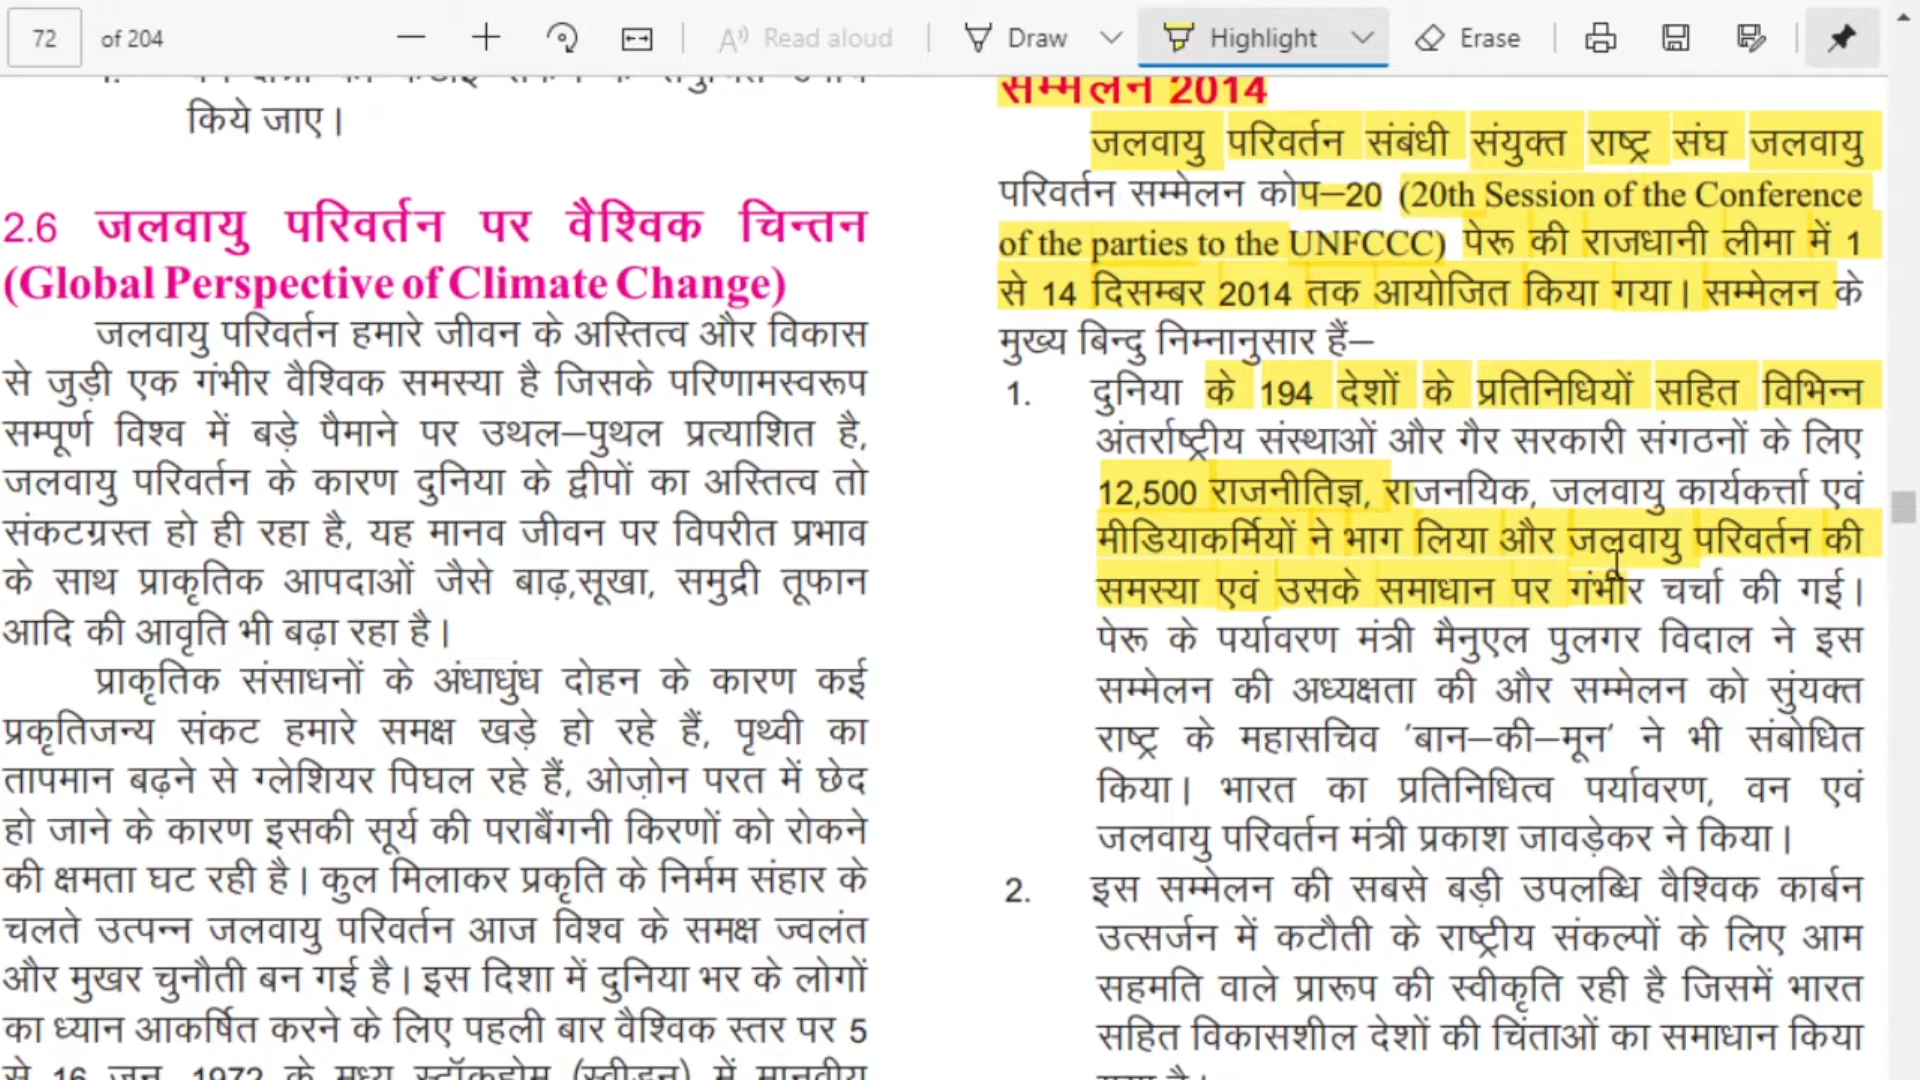 72 of 204
Read aloud
Draw
Highlight
Erase
किये जाए।
2.6 जलवायु परिवर्तन पर वैश्विक चिन्तन
(Global Perspective of Climate Change)
जलवायु परिवर्तन हमारे जीवन के अस्तित्व और विकास
से जुड़ी एक गंभीर वैश्विक समस्या है जिसके परिणामस्वरूप
सम्पूर्ण विश्व में बड़े पैमाने पर उथल–पुथल प्रत्याशित है,
जलवायु परिवर्तन के कारण दुनिया के द्वीपों का अस्तित्व तो
संकटग्रस्त हो ही रहा है, यह मानव जीवन पर विपरीत प्रभाव
के साथ प्राकृतिक आपदाओं जैसे बाढ़,सूखा, समुद्री तूफान
आदि की आवृति भी बढ़ा रहा है।
प्राकृतिक संसाधनों के अंधाधुंध दोहन के कारण कई
प्रकृतिजन्य संकट हमारे समक्ष खड़े हो रहे हैं, पृथ्वी का
तापमान बढ़ने से ग्लेशियर पिघल रहे हैं, ओज़ोन परत में छेद
हो जाने के कारण इसकी सूर्य की पराबैंगनी किरणों को रोकने
की क्षमता घट रही है। कुल मिलाकर प्रकृति के निर्मम संहार के
चलते उत्पन्न जलवायु परिवर्तन आज विश्व के समक्ष ज्वलंत
और मुखर चुनौती बन गई है। इस दिशा में दुनिया भर के लोगों
का ध्यान आकर्षित करने के लिए पहली बार वैश्विक स्तर पर 5
से 16 जून, 1972 के मध्य स्टॉकहोम (स्वीडन) में मानवीय
सम्मेलन 2014
जलवायु परिवर्तन संबंधी संयुक्त राष्ट्र संघ जलवायु
परिवर्तन सम्मेलन कोप–20 (20th Session of the Conference
of the parties to the UNFCCC) पेरू की राजधानी लीमा में 1
से 14 दिसम्बर 2014 तक आयोजित किया गया। सम्मेलन के
मुख्य बिन्दु निम्नानुसार हैं–
1. दुनिया के 194 देशों के प्रतिनिधियों सहित विभिन्न
अंतर्राष्ट्रीय संस्थाओं और गैर सरकारी संगठनों के लिए
12,500 राजनीतिज्ञ, राजनयिक, जलवायु कार्यकर्त्ता एवं
मीडियाकर्मियों ने भाग लिया और जलवायु परिवर्तन की
समस्या एवं उसके समाधान पर गंभीर चर्चा की गई।
पेरू के पर्यावरण मंत्री मैनुएल पुलगर विदाल ने इस
सम्मेलन की अध्यक्षता की और सम्मेलन को सुंयक्त
राष्ट्र के महासचिव 'बान–की–मून' ने भी संबोधित
किया। भारत का प्रतिनिधित्व पर्यावरण, वन एवं
जलवायु परिवर्तन मंत्री प्रकाश जावड़ेकर ने किया।
2. इस सम्मेलन की सबसे बड़ी उपलब्धि वैश्विक कार्बन
उत्सर्जन में कटौती के राष्ट्रीय संकल्पों के लिए आम
सहमति वाले प्रारूप की स्वीकृति रही है जिसमें भारत
सहित विकासशील देशों की चिंताओं का समाधान किया